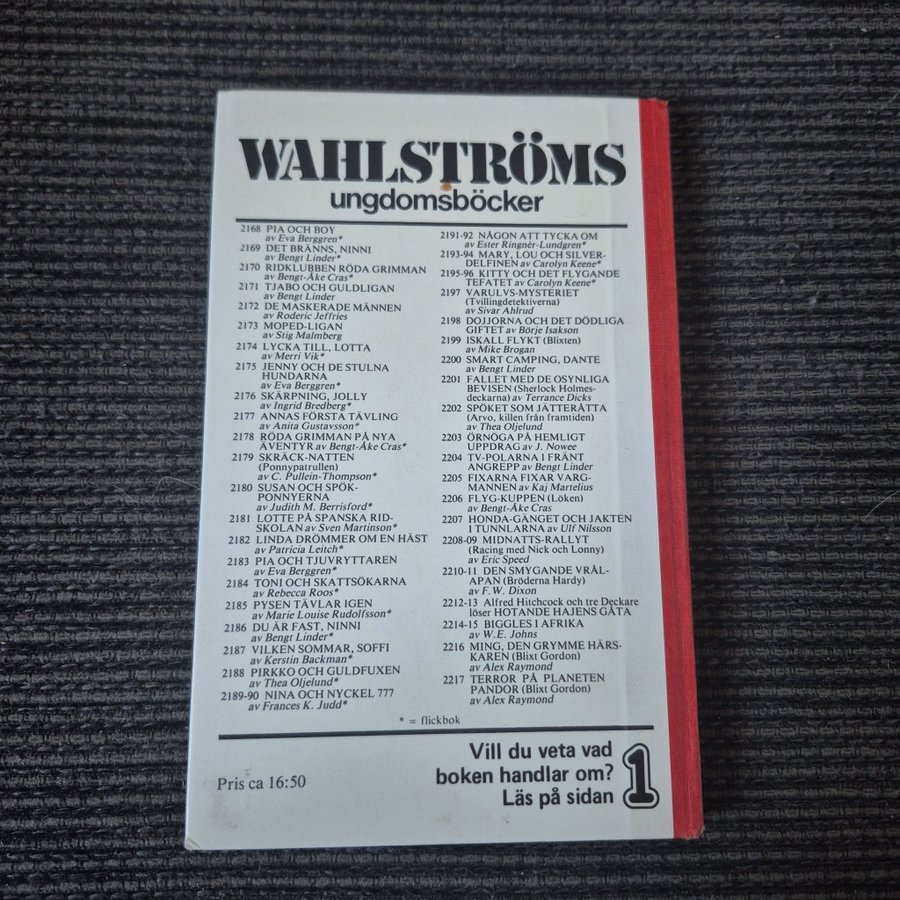 WAHLSTRÖMS
ungdomsböcker
2168 PIA OCH BOY
av Eva Berggren*
2169 DET BRÄNNS, NINNI
av Bengt Linder*
2170 RIDKLUBBEN RÖDA GRIMMAN
av Bengt-Åke Cras*
2171 TJABO OCH GULDLIGAN
av Bengt Linder
2172 DE MASKERADE MÄNNEN
av Roderic Jeffries
2173 MOPED-LIGAN
av Stig Malmberg
2174 LYCKA TILL, LOTTA
av Merri Vik*
2175 JENNY OCH DE STULNA
HUNDARNA
av Eva Berggren*
2176 SKÄRPNING, JOLLY
av Ingrid Bredberg*
2177 ANNAS FÖRSTA TÄVLING
av Anita Gustavsson*
2178 RÖDA GRIMMAN PÅ NYA
ÄVENTYR av Bengt-Åke Cras*
2179 SKRÄCK-NATTEN
(Ponnypatrullen)
av C. Pullein-Thompson*
2180 SUSAN OCH SPÖK-
PONNYERNA
av Judith M. Berrisford*
2181 LOTTE PÅ SPANSKA RID-
SKOLAN av Sven Martinson*
2182 LINDA DRÖMMER OM EN HÄST
av Patricia Leitch*
2183 PIA OCH TJUVRYTTAREN
av Eva Berggren*
2184 TONI OCH SKATTSÖKARNA
av Rebecca Roos*
2185 PYSEN TÄVLAR IGEN
av Marie Louise Rudolfsson*
2186 DU ÄR FAST, NINNI
av Bengt Linder*
2187 VILKEN SOMMAR, SOFFI
av Kerstin Backman*
2188 PIRKKO OCH GULDFUXEN
av Thea Oljelund*
2189-90 NINA OCH NYCKEL 777
av Frances K. Judd*
2191-92 NÅGON ATT TYCKA OM
av Ester Ringnér-Lundgren*
2193-94 MARY, LOU OCH SILVER-
DELFINEN av Carolyn Keene*
2195-96 KITTY OCH DET FLYGANDE
TEFATET av Carolyn Keene*
2197 VARULVS-MYSTERIET
(Tvillingdetektiverna)
av Sivar Ahlrud
2198 DOJJORNA OCH DET DÖDLIGA
GIFTET av Börje Isakson
2199 ISKALL FLYKT (Blixten)
av Mike Brogan
2200 SMART CAMPING, DANTE
av Bengt Linder
2201 FALLET MED DE OSYNLIGA
BEVISEN (Sherlock Holmes-
deckarna) av Terrance Dicks
2202 SPÖKET SOM JÄTTERÅTTA
(Arvo, killen från framtiden)
av Thea Oljelund
2203 ÖRNÖGA PÅ HEMLIGT
UPPDRAG av J. Nowee
2204 TV-POLARNA I FRÄNT
ANGREPP av Bengt Linder
2205 FIXARNA FIXAR VARG-
MANNEN av Kaj Martelius
2206 FLYG-KUPPEN (Löken)
av Bengt-Åke Cras
2207 HONDA-GÄNGET OCH JAKTEN
I TUNNLARNA av Ulf Nilsson
2208-09 MIDNATTS-RALLYT
(Racing med Nick och Lonny)
av Eric Speed
2210-11 DEN SMYGANDE VRÅL-
APAN (Bröderna Hardy)
av F.W. Dixon
2212-13 Alfred Hitchcock och tre Deckare
löser HOTANDE HAJENS GÅTA
2214-15 BIGGLES I AFRIKA
av W.E. Johns
2216 MING, DEN GRYMME HÄRS-
KAREN (Blixt Gordon)
av Alex Raymond
2217 TERROR PÅ PLANETEN
PANDOR (Blixt Gordon)
av Alex Raymond
* = flickbok
Pris ca 16:50
Vill du veta vad
boken handlar om?
Läs på sidan 1